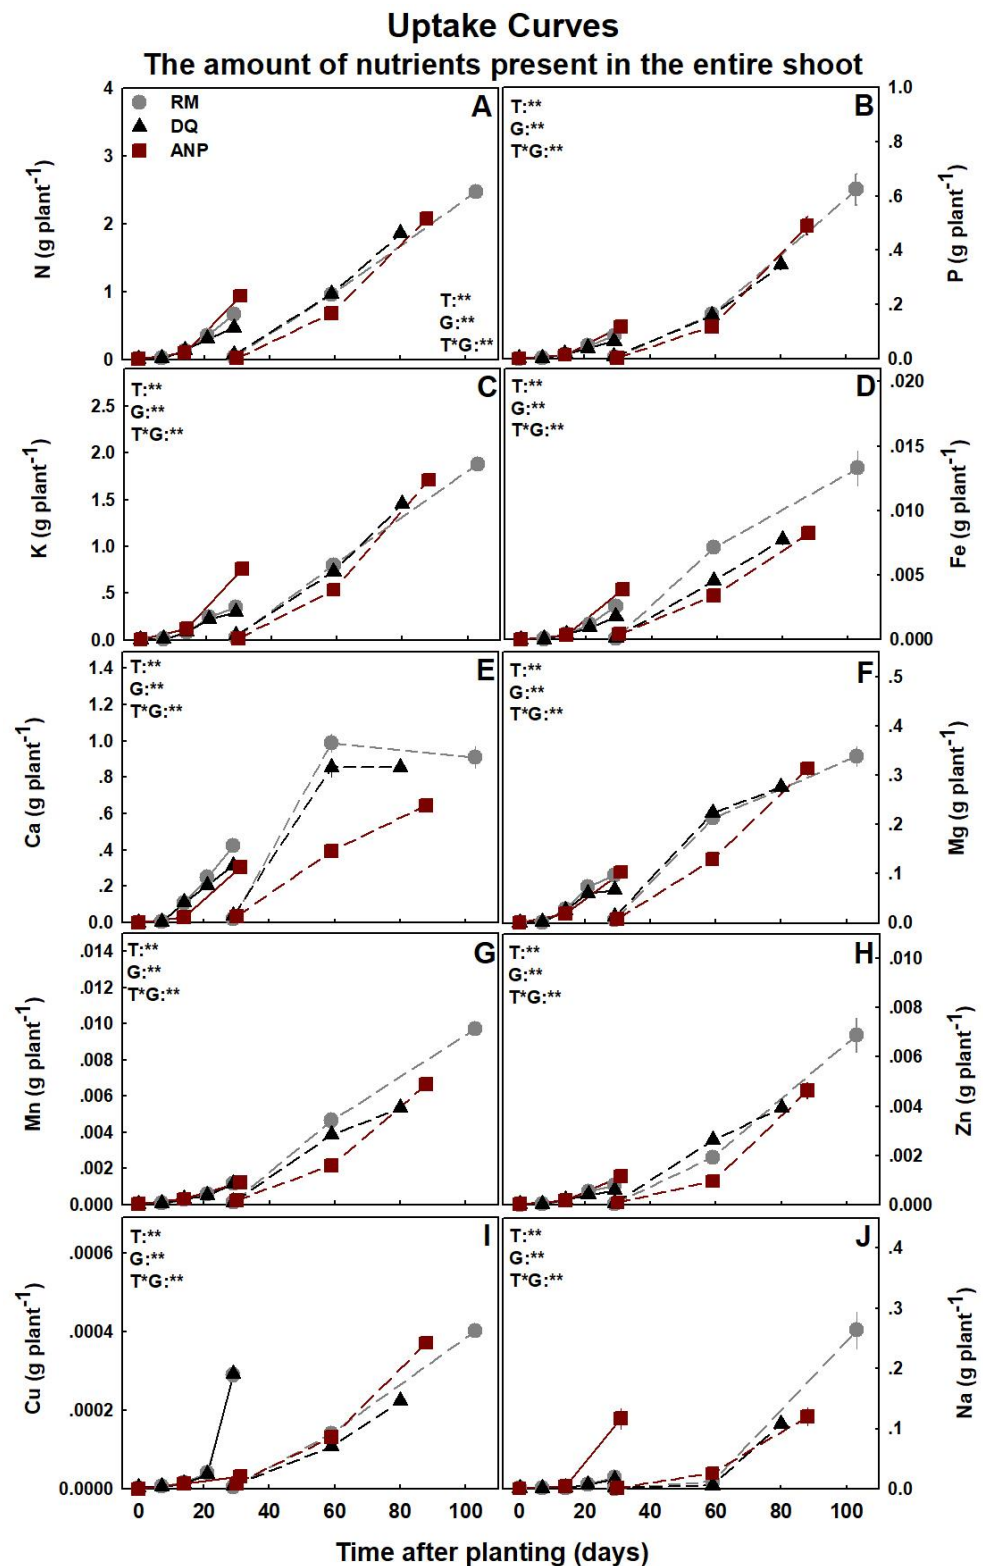 Uptake Curves
The amount of nutrients present in the entire shoot
4
3
2
1
0
N (g plant-1)
RM
DQ
ANP
A
T:**
G:**
T*G:**
T:**
G:**
T*G:**
B
1.0
.8
.6
.4
.2
0.0
P (g plant-1)
2.5
2.0
1.5
1.0
.5
0.0
K (g plant-1)
T:**
G:**
T*G:**
C
T:**
G:**
T*G:**
D
.020
.015
.010
.005
0.000
Fe (g plant-1)
1.4
1.2
1.0
.8
.6
.4
.2
0.0
Ca (g plant-1)
T:**
G:**
T*G:**
E
T:**
G:**
T*G:**
F
.5
.4
.3
.2
.1
0.0
Mg (g plant-1)
.014
.012
.010
.008
.006
.004
.002
0.000
Mn (g plant-1)
T:**
G:**
T*G:**
G
T:**
G:**
T*G:**
H
.010
.008
.006
.004
.002
0.000
Zn (g plant-1)
.0006
.0004
.0002
0.0000
Cu (g plant-1)
T:**
G:**
T*G:**
I
T:**
G:**
T*G:**
J
.4
.3
.2
.1
0.0
Na (g plant-1)
0 20 40 60 80 100
0 20 40 60 80 100
Time after planting (days)